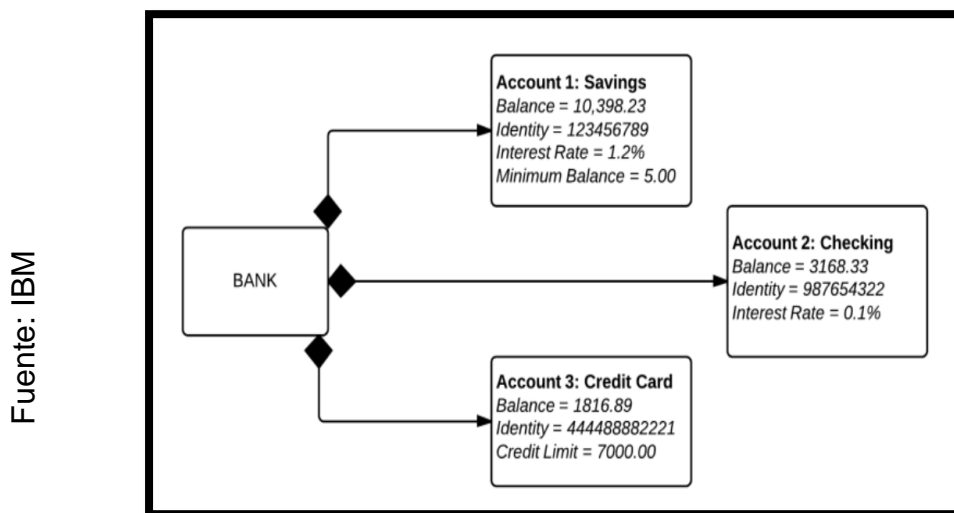 Fuente: IBM
BANK
Account 1: Savings
Balance = 10,398.23
Identity = 123456789
Interest Rate = 1.2%
Minimum Balance = 5.00
Account 2: Checking
Balance = 3168.33
Identity = 987654322
Interest Rate = 0.1%
Account 3: Credit Card
Balance = 1816.89
Identity = 444488882221
Credit Limit = 7000.00